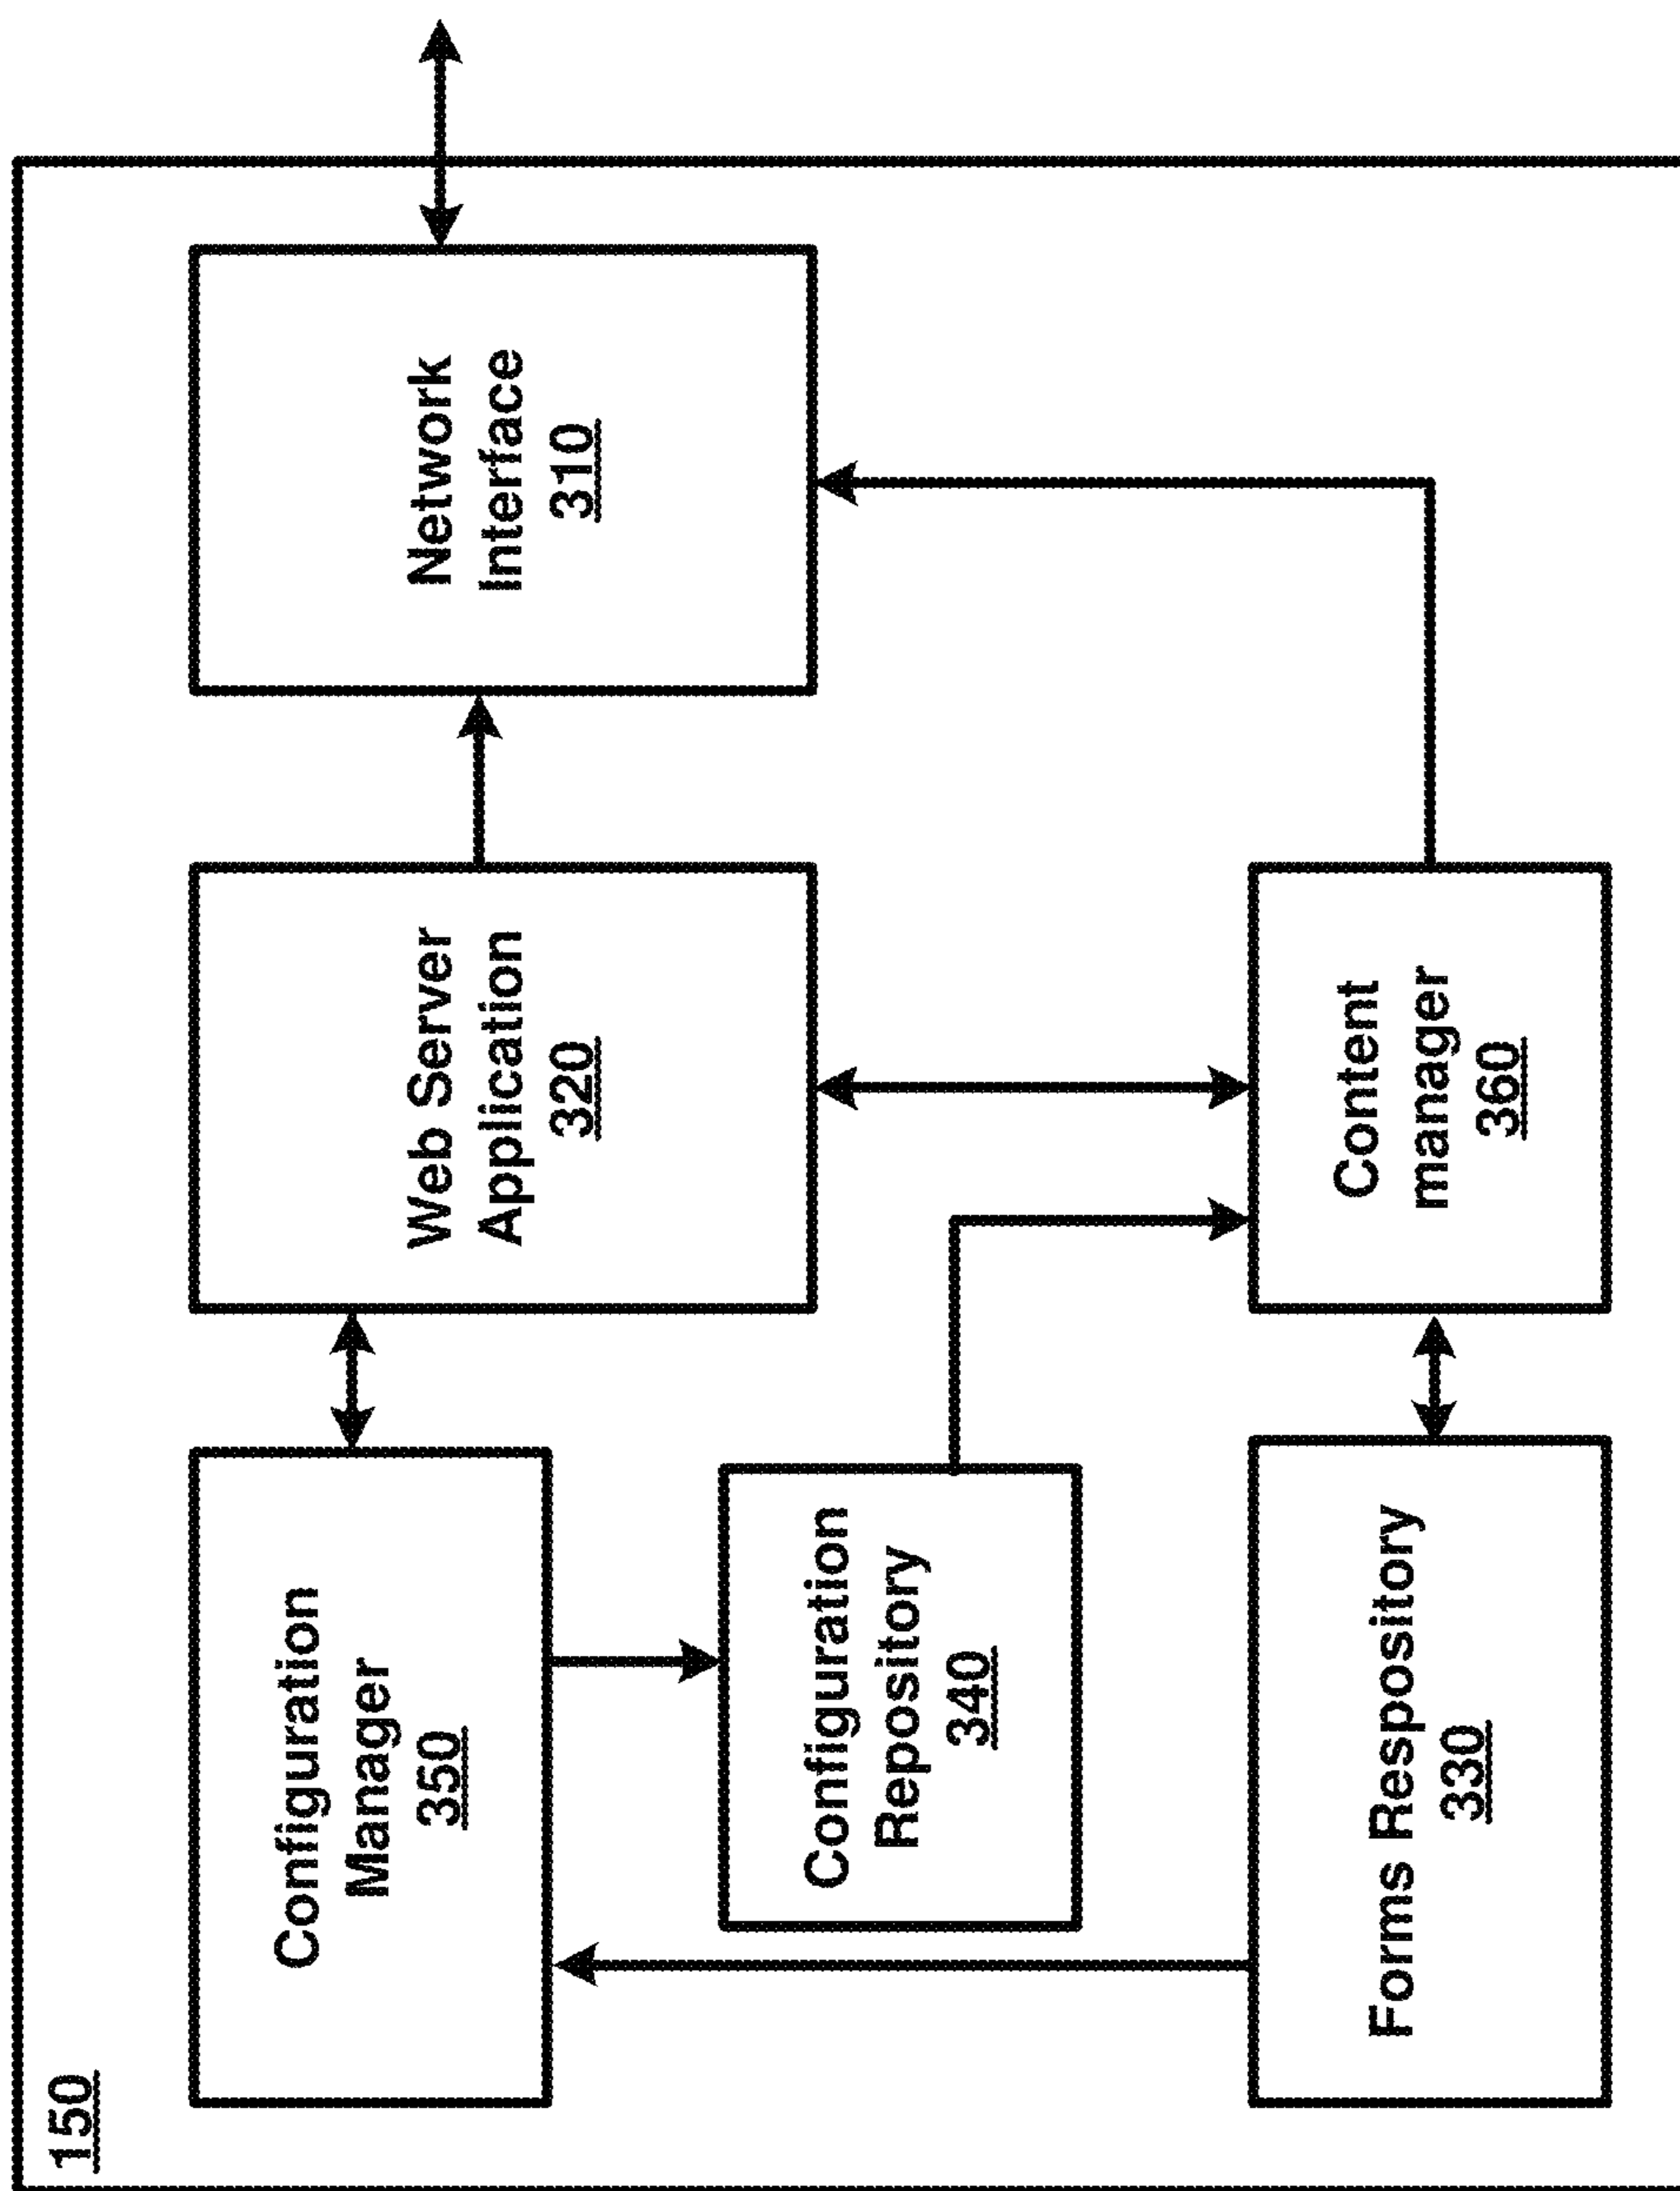 150
Configuration
Manager
350
Web Server
Application
320
Network
Interface
310
Configuration
Repository
340
Forms Respository
330
Content
manager
360